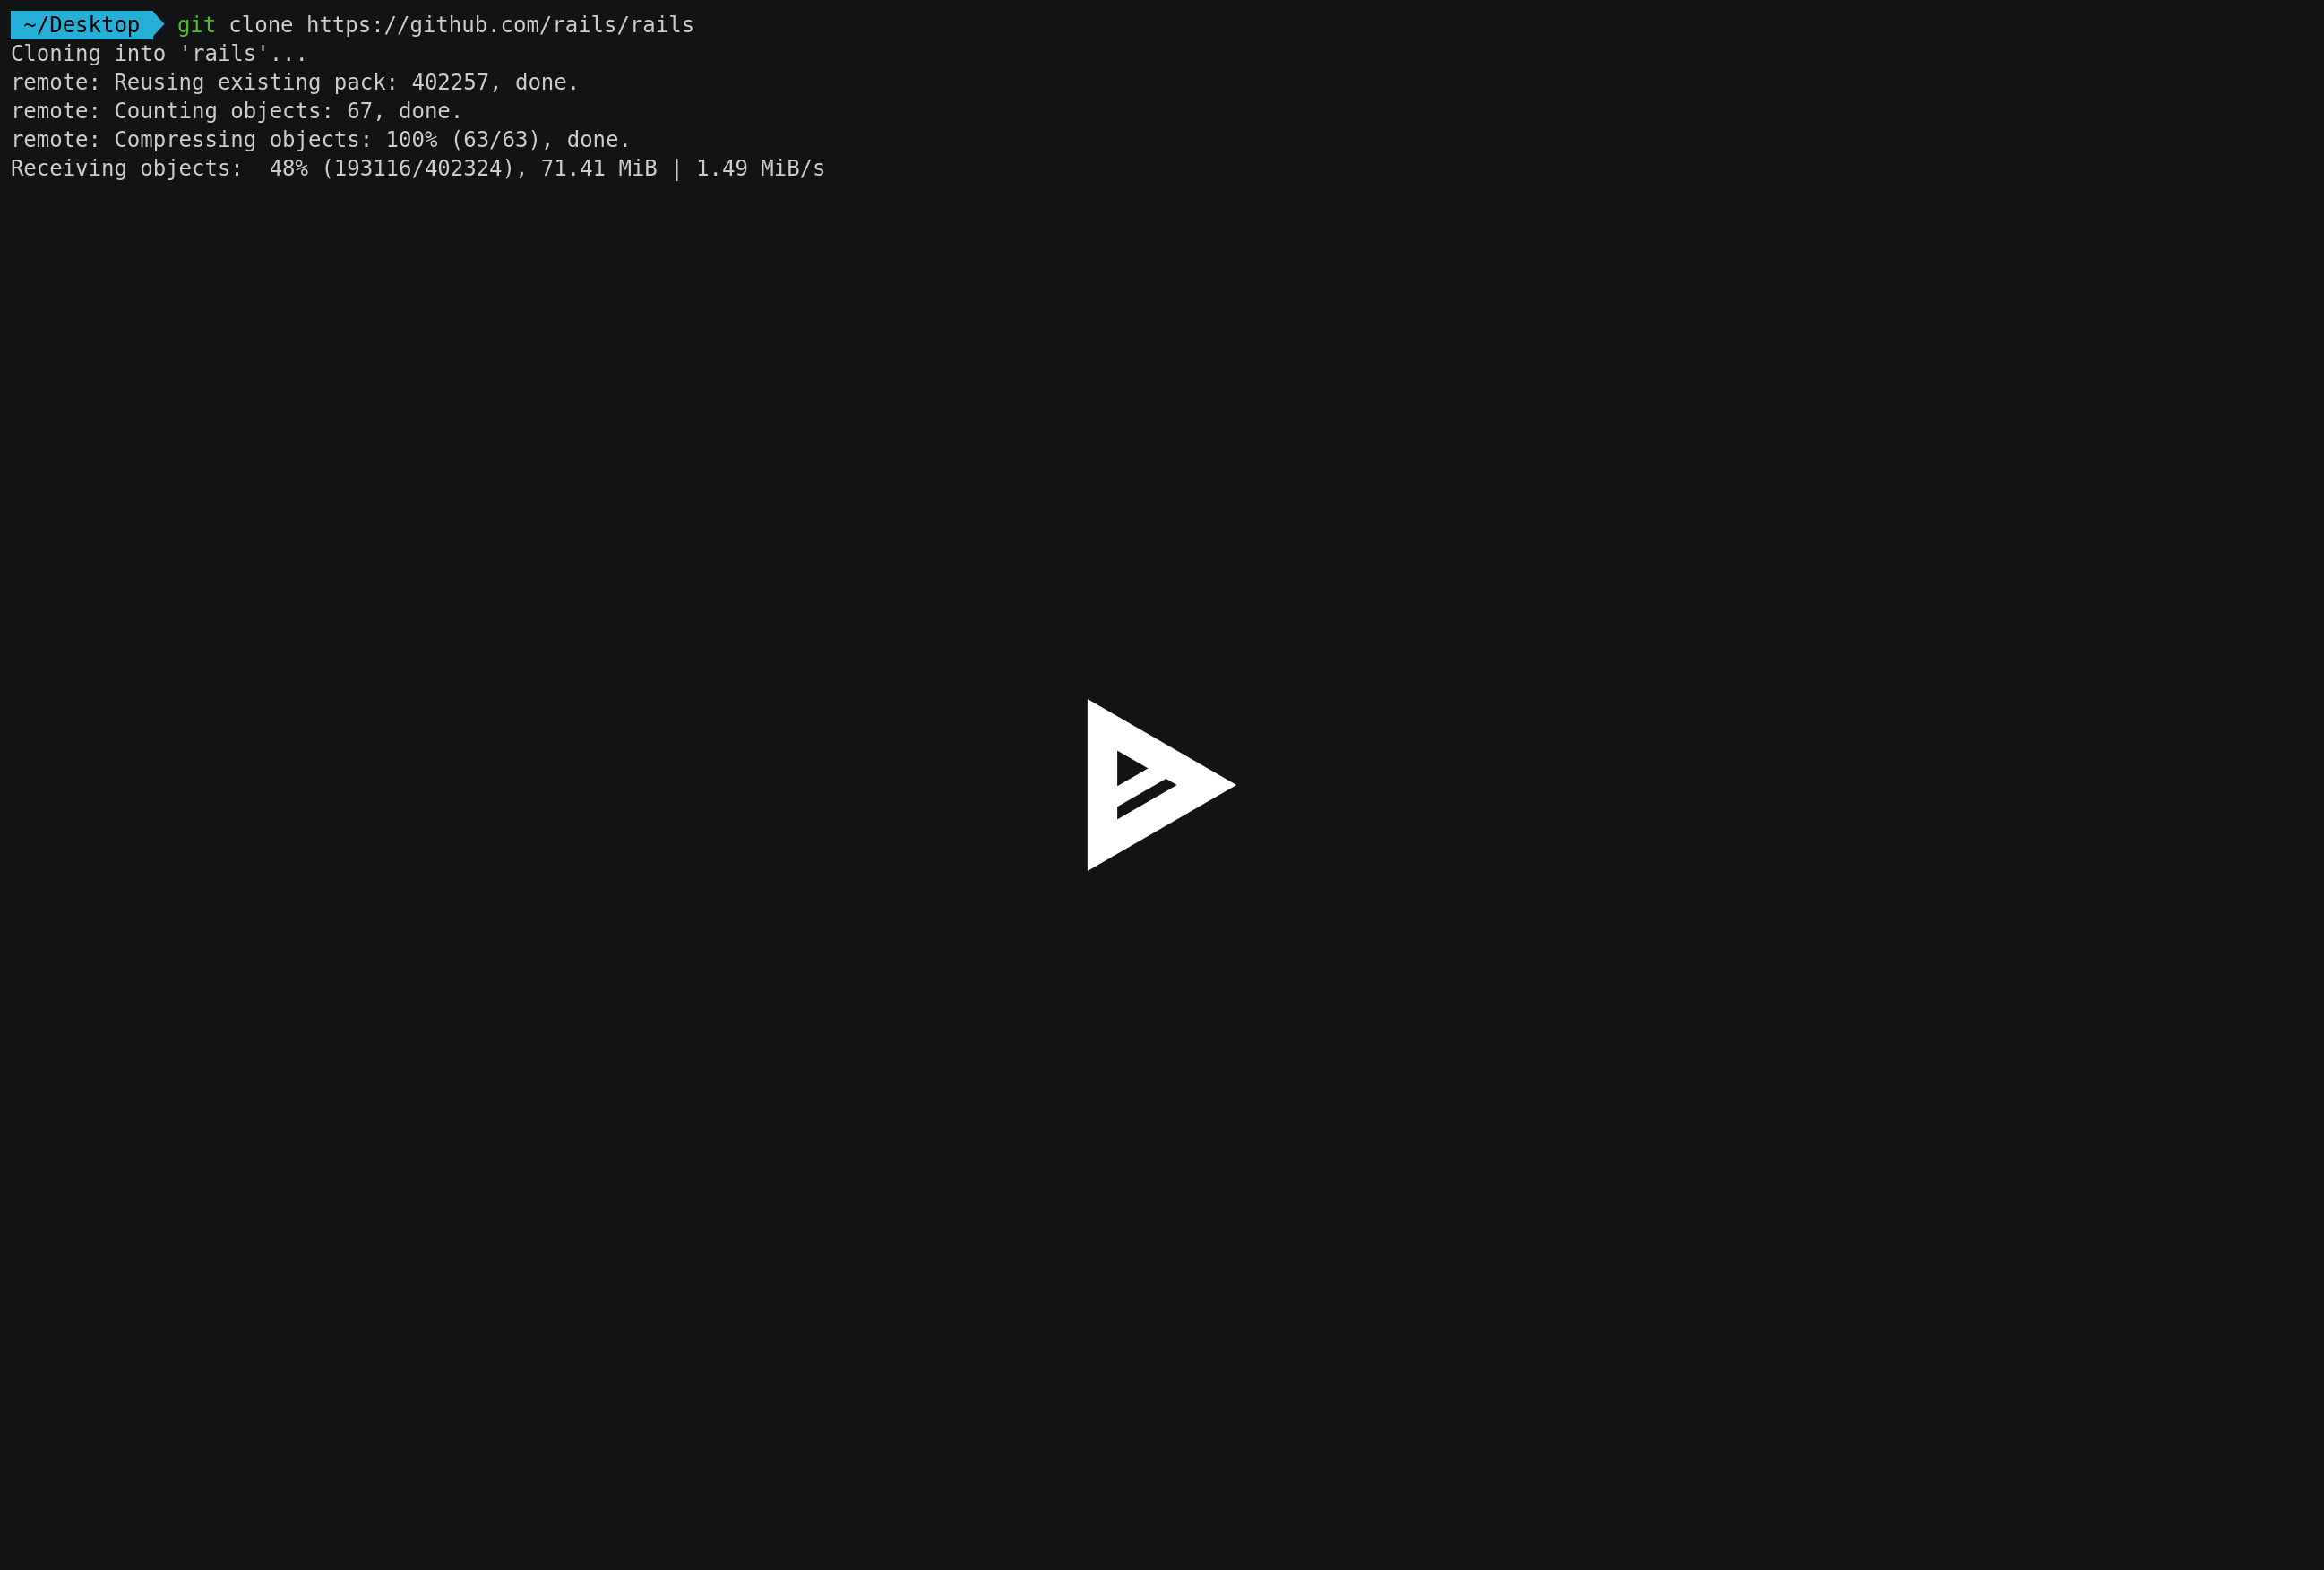 ~/Desktop git clone https://github.com/rails/rails
Cloning into 'rails'...
remote: Reusing existing pack: 402257, done.
remote: Counting objects: 67, done.
remote: Compressing objects: 100% (63/63), done.
Receiving objects:  48% (193116/402324), 71.41 MiB | 1.49 MiB/s